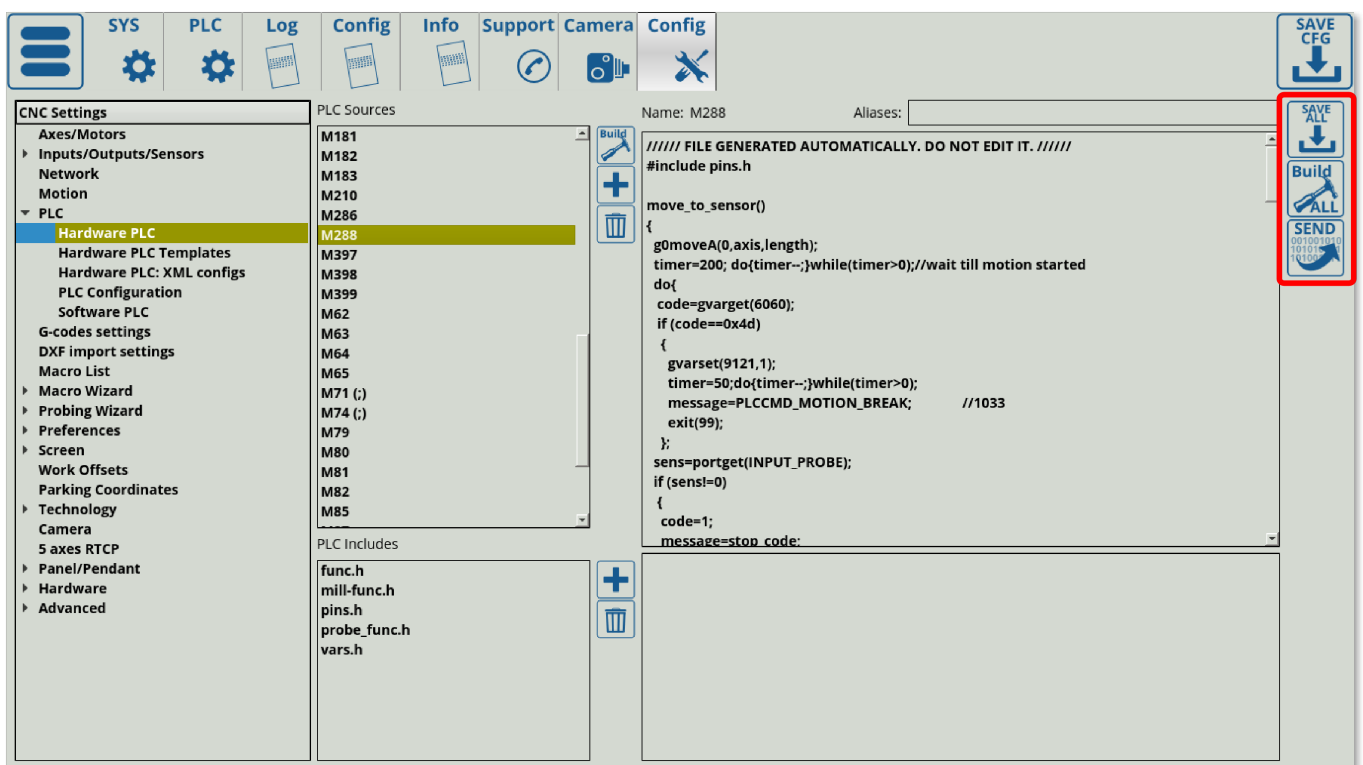 SYS
PLC
Log
Config
Info
Support
Camera
Config
SAVE
CFG
CNC Settings
Axes/Motors
Inputs/Outputs/Sensors
Network
Motion
PLC
Hardware PLC
Hardware PLC Templates
Hardware PLC: XML configs
PLC Configuration
Software PLC
G-codes settings
DXF import settings
Macro List
Macro Wizard
Probing Wizard
Preferences
Screen
Work Offsets
Parking Coordinates
Technology
Camera
5 axes RTCP
Panel/Pendant
Hardware
Advanced
PLC Sources
M181
M182
M183
M210
M286
M288
M397
M398
M399
M62
M63
M64
M65
M71 (;)
M74 (;)
M79
M80
M81
M82
M85
Build
PLC Includes
func.h
mill-func.h
pins.h
probe_func.h
vars.h
Name: M288
Aliases:
////// FILE GENERATED AUTOMATICALLY. DO NOT EDIT IT. //////
#include pins.h
move_to_sensor()
{
g0moveA(0,axis,length);
timer=200; do{timer--;}while(timer>0);//wait till motion started
do{
code=gvarget(6060);
if (code==0x4d)
{
gvarset(9121,1);
timer=50;do{timer--;}while(timer>0);
message=PLCCMD_MOTION_BREAK; //1033
exit(99);
};
sens=portget(INPUT_PROBE);
if (sens!=0)
{
code=1;
message=stop_code;
SAVE
ALL
Build
ALL
SEND